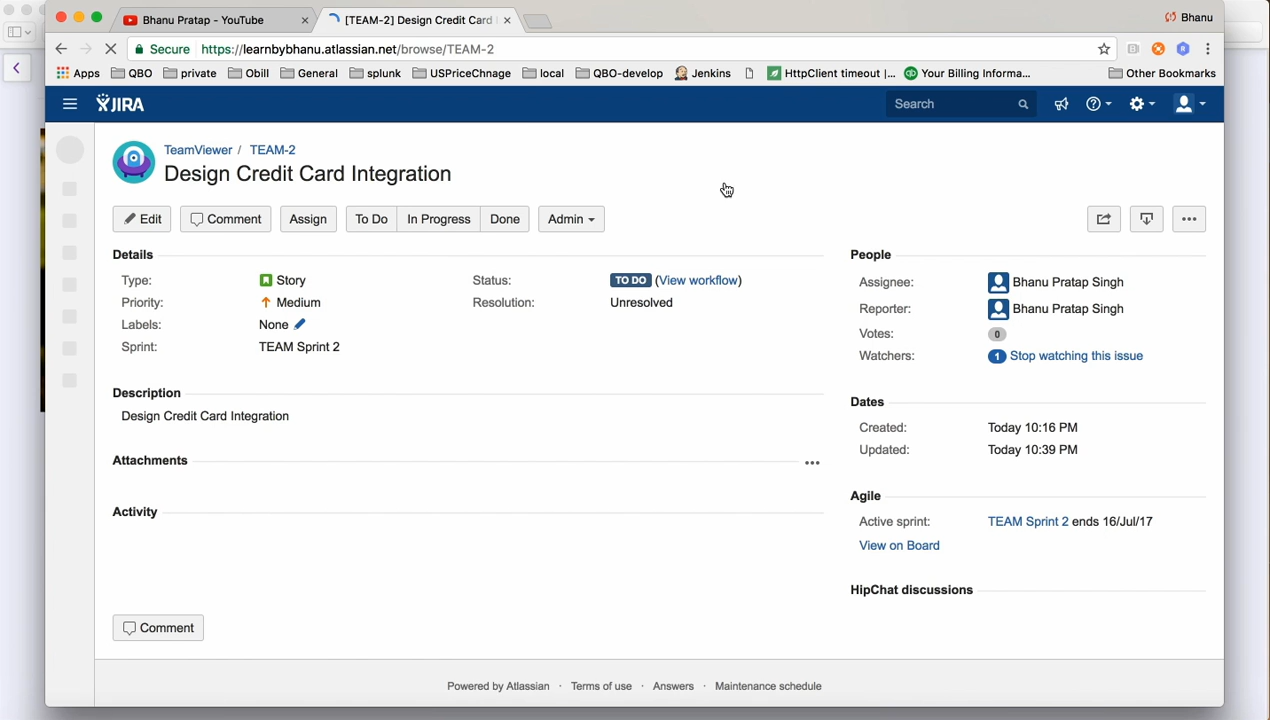 Bhanu Pratap - YouTube
[TEAM-2] Design Credit Card
Bhanu
Secure https://learnbybhanu.atlassian.net/browse/TEAM-2
Apps QBO private Obill General splunk USPriceChnage local QBO-develop Jenkins HttpClient timeout |... Your Billing Informa... Other Bookmarks
JIRA
Search
TeamViewer / TEAM-2
Design Credit Card Integration
Edit Comment Assign To Do In Progress Done Admin
Details
Type: Story Status: TO DO (View workflow)
Priority: Medium Resolution: Unresolved
Labels: None
Sprint: TEAM Sprint 2
Description
Design Credit Card Integration
Attachments
Activity
Comment
People
Assignee: Bhanu Pratap Singh
Reporter: Bhanu Pratap Singh
Votes: 0
Watchers: 1 Stop watching this issue
Dates
Created: Today 10:16 PM
Updated: Today 10:39 PM
Agile
Active sprint: TEAM Sprint 2 ends 16/Jul/17
View on Board
HipChat discussions
Powered by Atlassian · Terms of use · Answers · Maintenance schedule